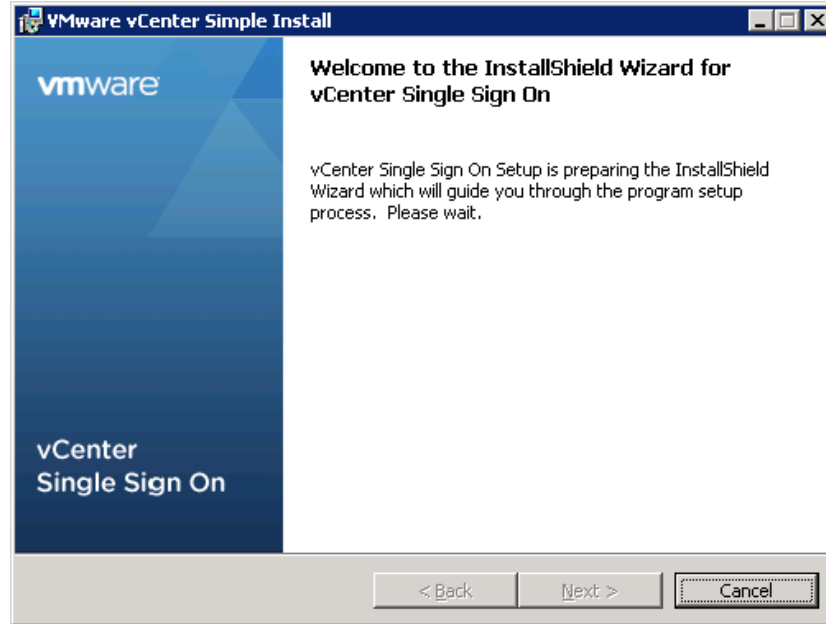 VMware vCenter Simple Install
vmware
Welcome to the InstallShield Wizard for
vCenter Single Sign On
vCenter Single Sign On Setup is preparing the InstallShield
Wizard which will guide you through the program setup
process. Please wait.
vCenter
Single Sign On
< Back Next > Cancel